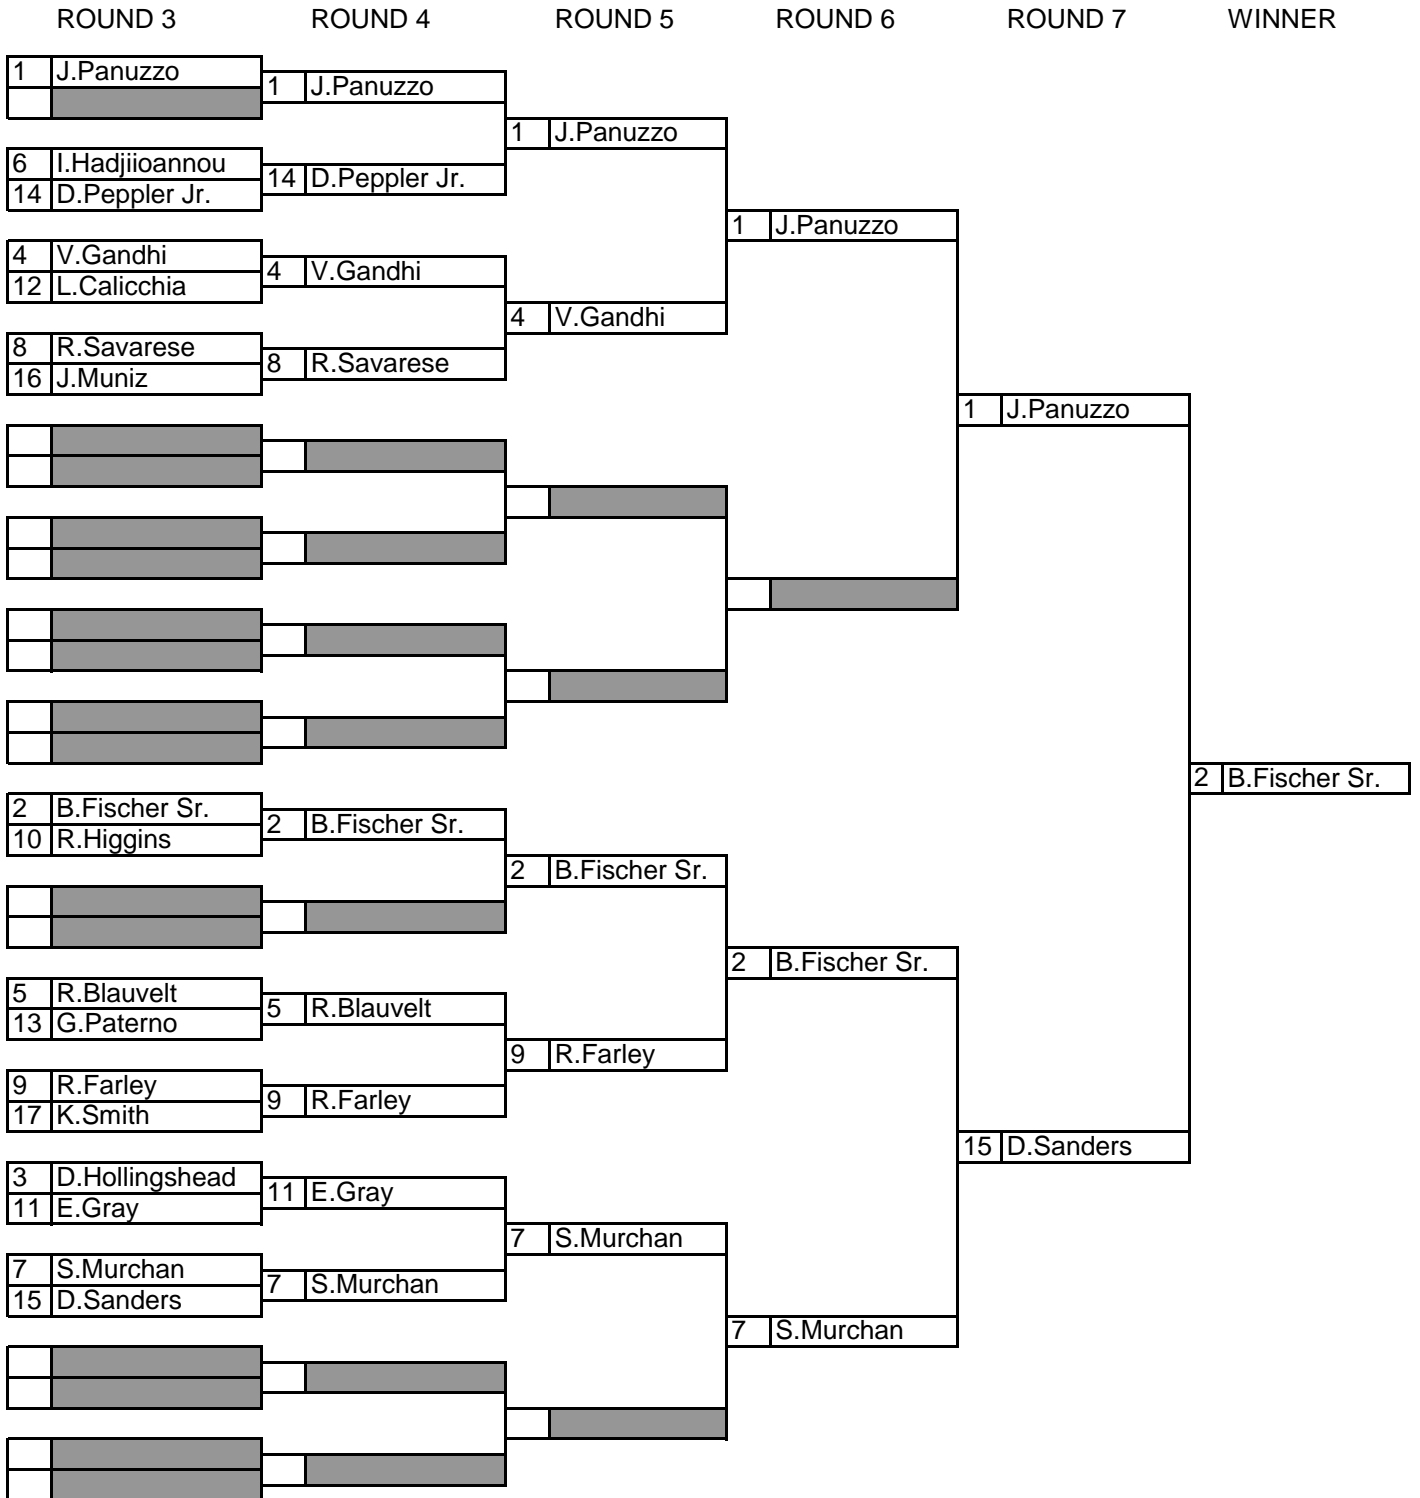 ROUND 3 ROUND 4 ROUND 5 ROUND 6 ROUND 7 WINNER
1 J.Panuzzo
1 J.Panuzzo
1 J.Panuzzo
6 I.Hadjiioannou
14 D.Peppler Jr.
14 D.Peppler Jr.
1 J.Panuzzo
4 V.Gandhi
12 L.Calicchia
4 V.Gandhi
4 V.Gandhi
8 R.Savarese
16 J.Muniz
8 R.Savarese
1 J.Panuzzo
2 B.Fischer Sr.
2 B.Fischer Sr.
10 R.Higgins
2 B.Fischer Sr.
2 B.Fischer Sr.
2 B.Fischer Sr.
5 R.Blauvelt
13 G.Paterno
5 R.Blauvelt
9 R.Farley
9 R.Farley
17 K.Smith
9 R.Farley
15 D.Sanders
3 D.Hollingshead
11 E.Gray
11 E.Gray
7 S.Murchan
7 S.Murchan
15 D.Sanders
7 S.Murchan
7 S.Murchan